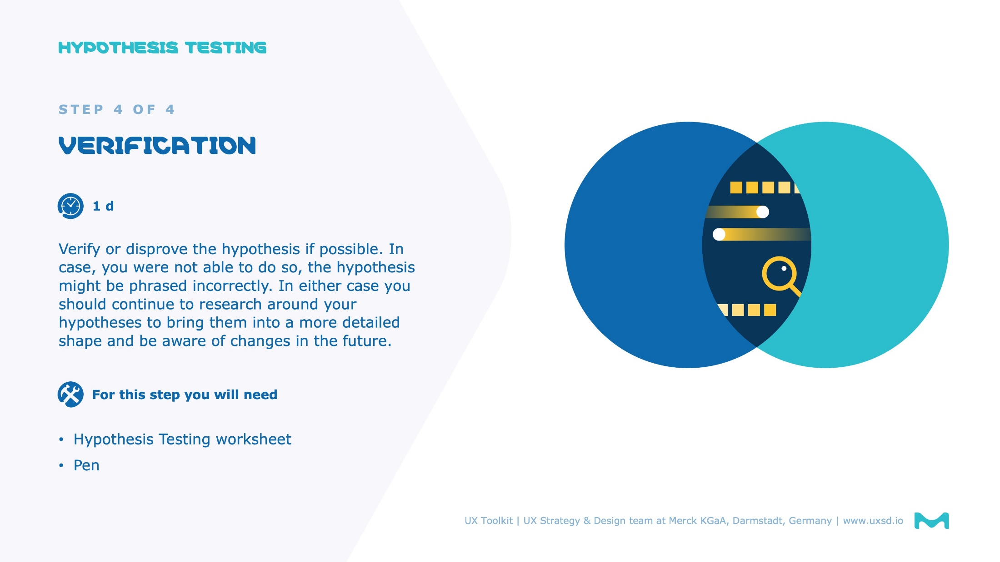 HYPOTHESIS TESTING
STEP 4 OF 4
VERIFICATION
1 d
Verify or disprove the hypothesis if possible. In
case, you were not able to do so, the hypothesis
might be phrased incorrectly. In either case you
should continue to research around your
hypotheses to bring them into a more detailed
shape and be aware of changes in the future.
For this step you will need
• Hypothesis Testing worksheet
• Pen
UX Toolkit | UX Strategy & Design team at Merck KGaA, Darmstadt, Germany | www.uxsd.io